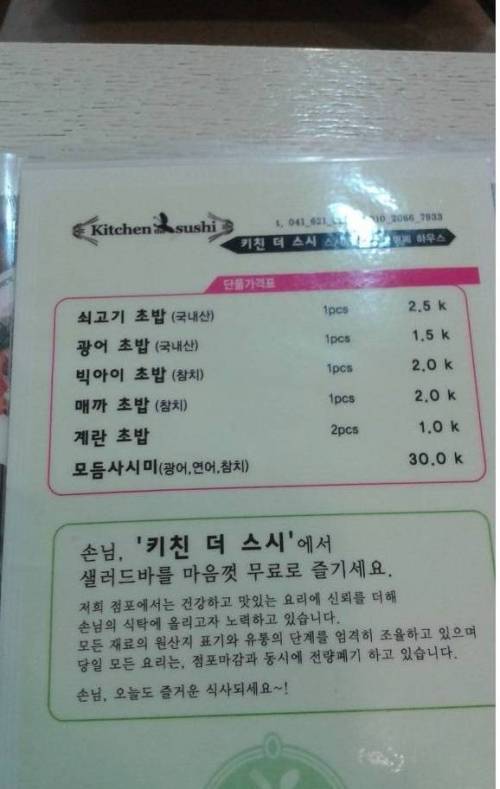 Kitchen the sushi
키친 더 스시
하우스
단품가격표
쇠고기 초밥 (국내산) 1pcs 2.5 k
광어 초밥 (국내산) 1pcs 1.5 k
빅아이 초밥 (참치) 1pcs 2.0 k
매까 초밥 (참치) 1pcs 2.0 k
계란 초밥 2pcs 1.0 k
모듬사시미(광어,연어,참치) 30.0 k
손님, '키친 더 스시'에서
샐러드바를 마음껏 무료로 즐기세요.
저희 점포에서는 건강하고 맛있는 요리에 신뢰를 더해
손님의 식탁에 올리고자 노력하고 있습니다.
모든 재료의 원산지 표기와 유통의 단계를 엄격히 조율하고 있으며
당일 모든 요리는, 점포마감과 동시에 전량폐기 하고 있습니다.
손님, 오늘도 즐거운 식사되세요~!